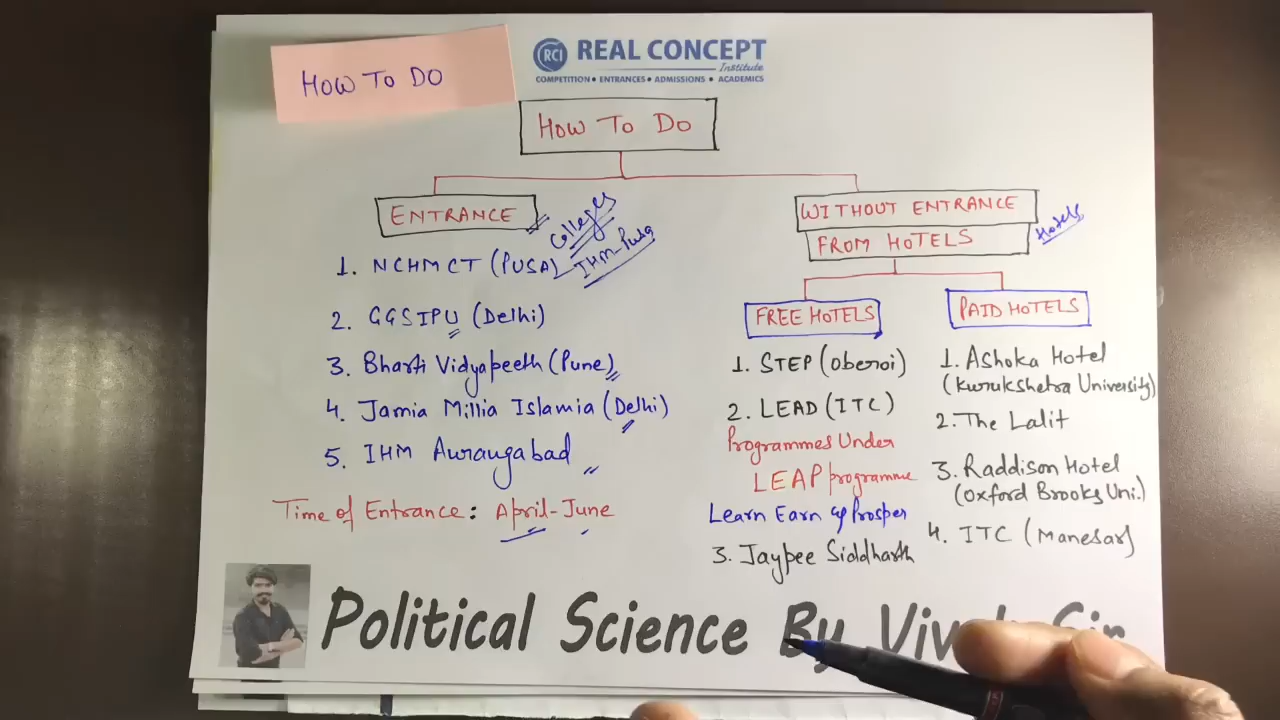 HOW TO DO
RCI REAL CONCEPT
Institute
COMPETITION • ENTRANCES • ADMISSIONS • ACADEMICS
HOW TO DO
ENTRANCE
Colleges
IHM-Pusa
1. NCHMCT (PUSA)
2. GGSIPU (Delhi)
3. Bharti Vidyapeeth (Pune)
4. Jamia Millia Islamia (Delhi)
5. IHM Aurangabad
Time of Entrance: April-June
WITHOUT ENTRANCE
FROM HOTELS
Hotels
FREE HOTELS
1. STEP (Oberoi)
2. LEAD (ITC)
Programmes Under
LEAP programme
Learn Earn & Prosper
3. Jaypee Siddharth
PAID HOTELS
1. Ashoka Hotel
(Kurukshetra University)
2. The Lalit
3. Raddison Hotel
(Oxford Brooks Uni.)
4. ITC (Manesar)
Political Science By